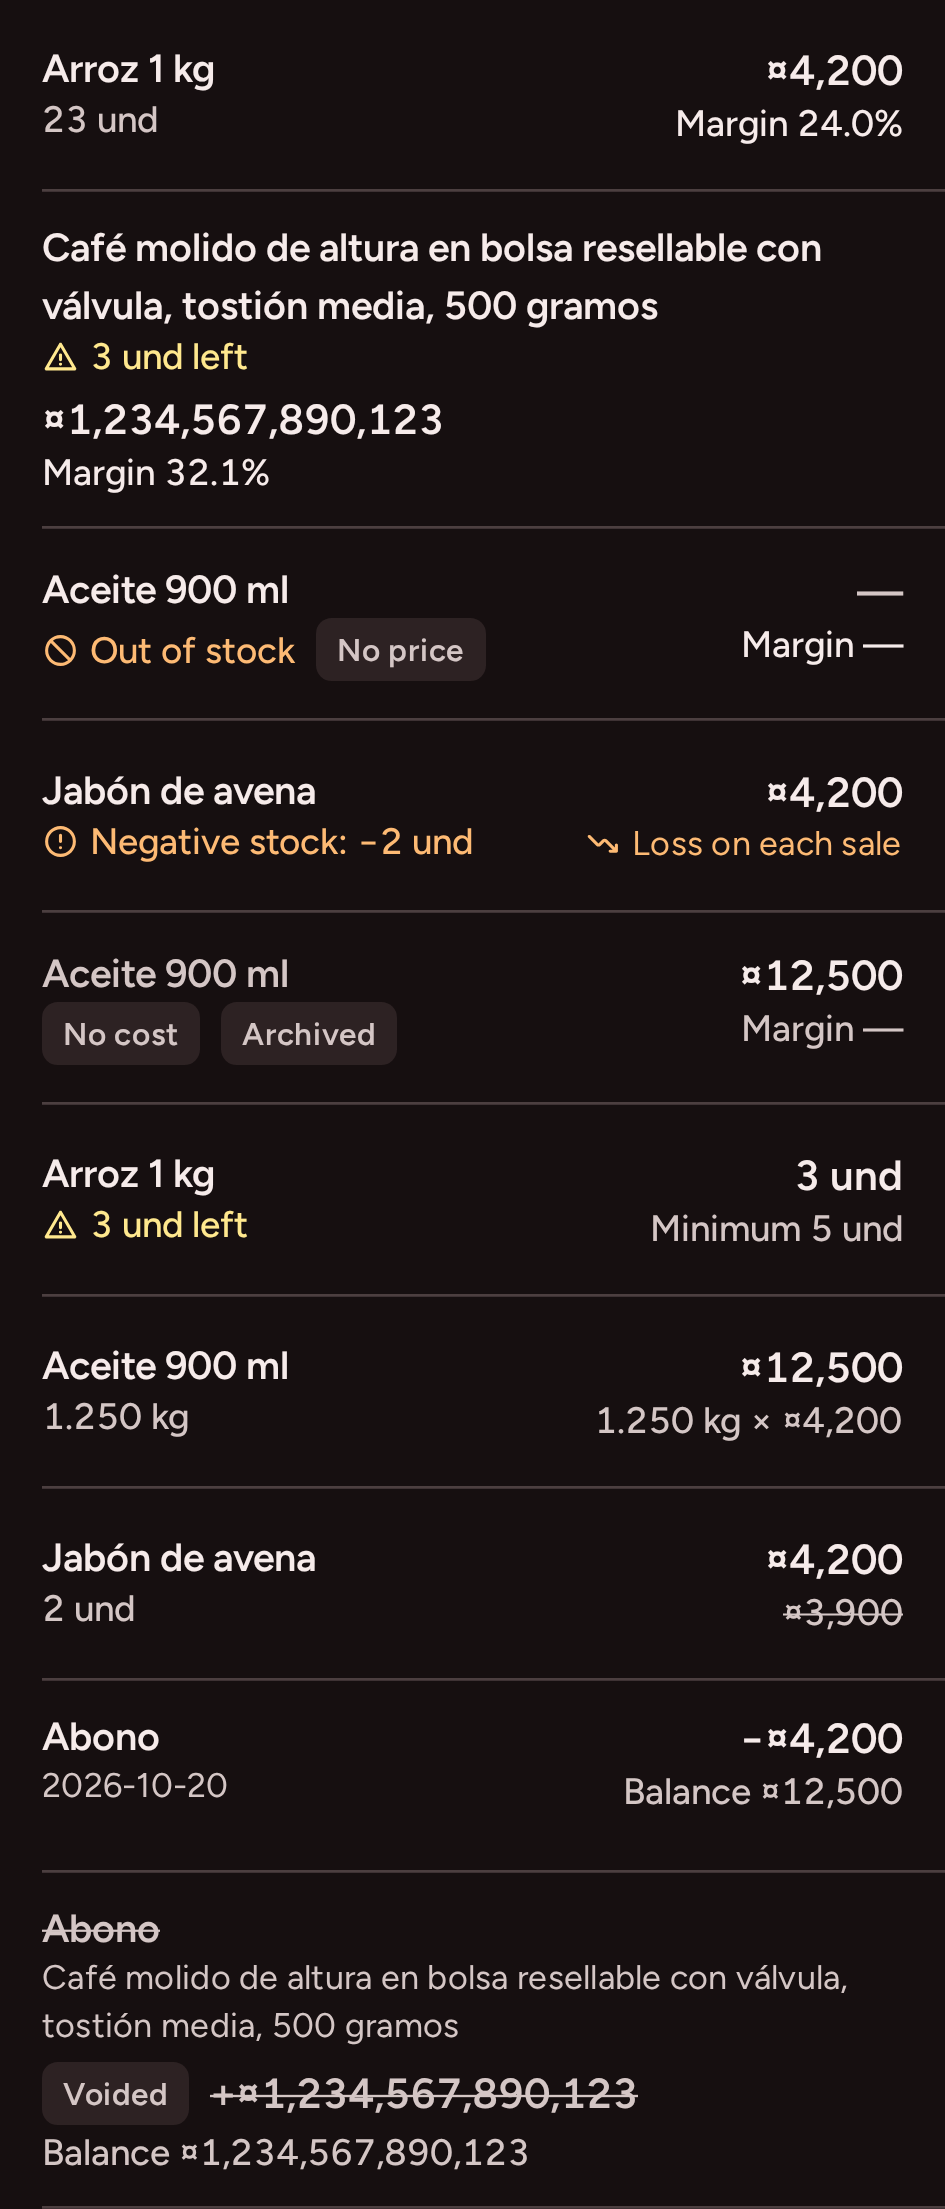 Arroz 1 kg
¤4,200
23 und
Margin 24.0%
Café molido de altura en bolsa resellable con
válvula, tostión media, 500 gramos
3 und left
¤1,234,567,890,123
Margin 32.1%
Aceite 900 ml
—
Out of stock
No price
Margin —
Jabón de avena
¤4,200
Negative stock: −2 und
Loss on each sale
Aceite 900 ml
¤12,500
No cost
Archived
Margin —
Arroz 1 kg
3 und
3 und left
Minimum 5 und
Aceite 900 ml
¤12,500
1.250 kg
1.250 kg × ¤4,200
Jabón de avena
¤4,200
2 und
¤3,900
Abono
−¤4,200
2026-10-20
Balance ¤12,500
Abono
Café molido de altura en bolsa resellable con válvula,
tostión media, 500 gramos
Voided
+¤1,234,567,890,123
Balance ¤1,234,567,890,123